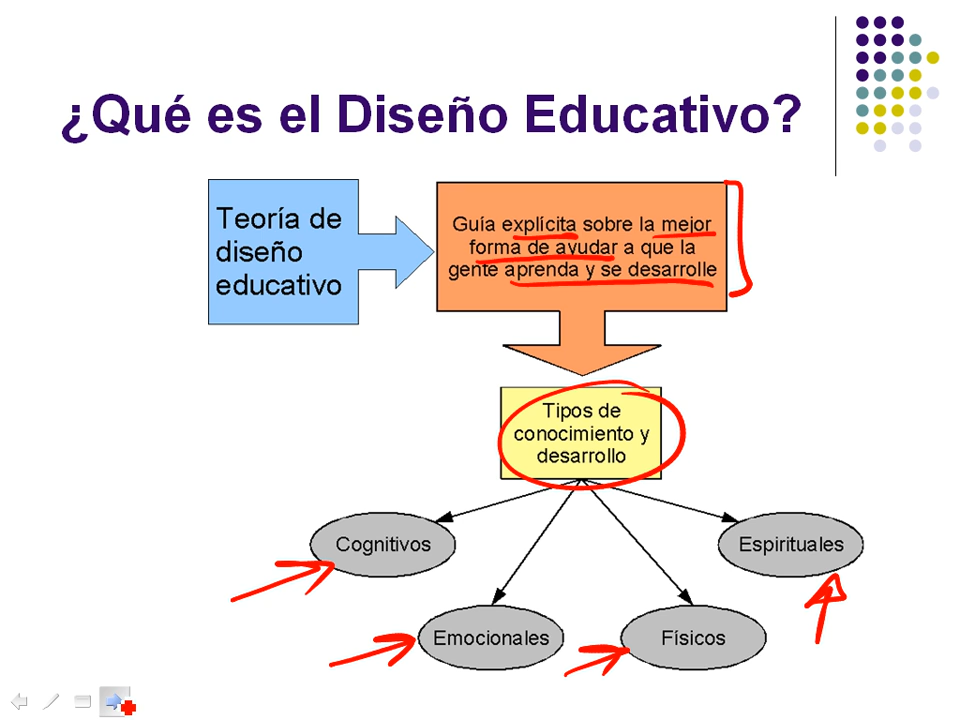 ¿Qué es el Diseño Educativo?
Teoría de
diseño
educativo
Guía explícita sobre la mejor
forma de ayudar a que la
gente aprenda y se desarrolle
Tipos de
conocimiento y
desarrollo
Cognitivos
Espirituales
Emocionales
Físicos